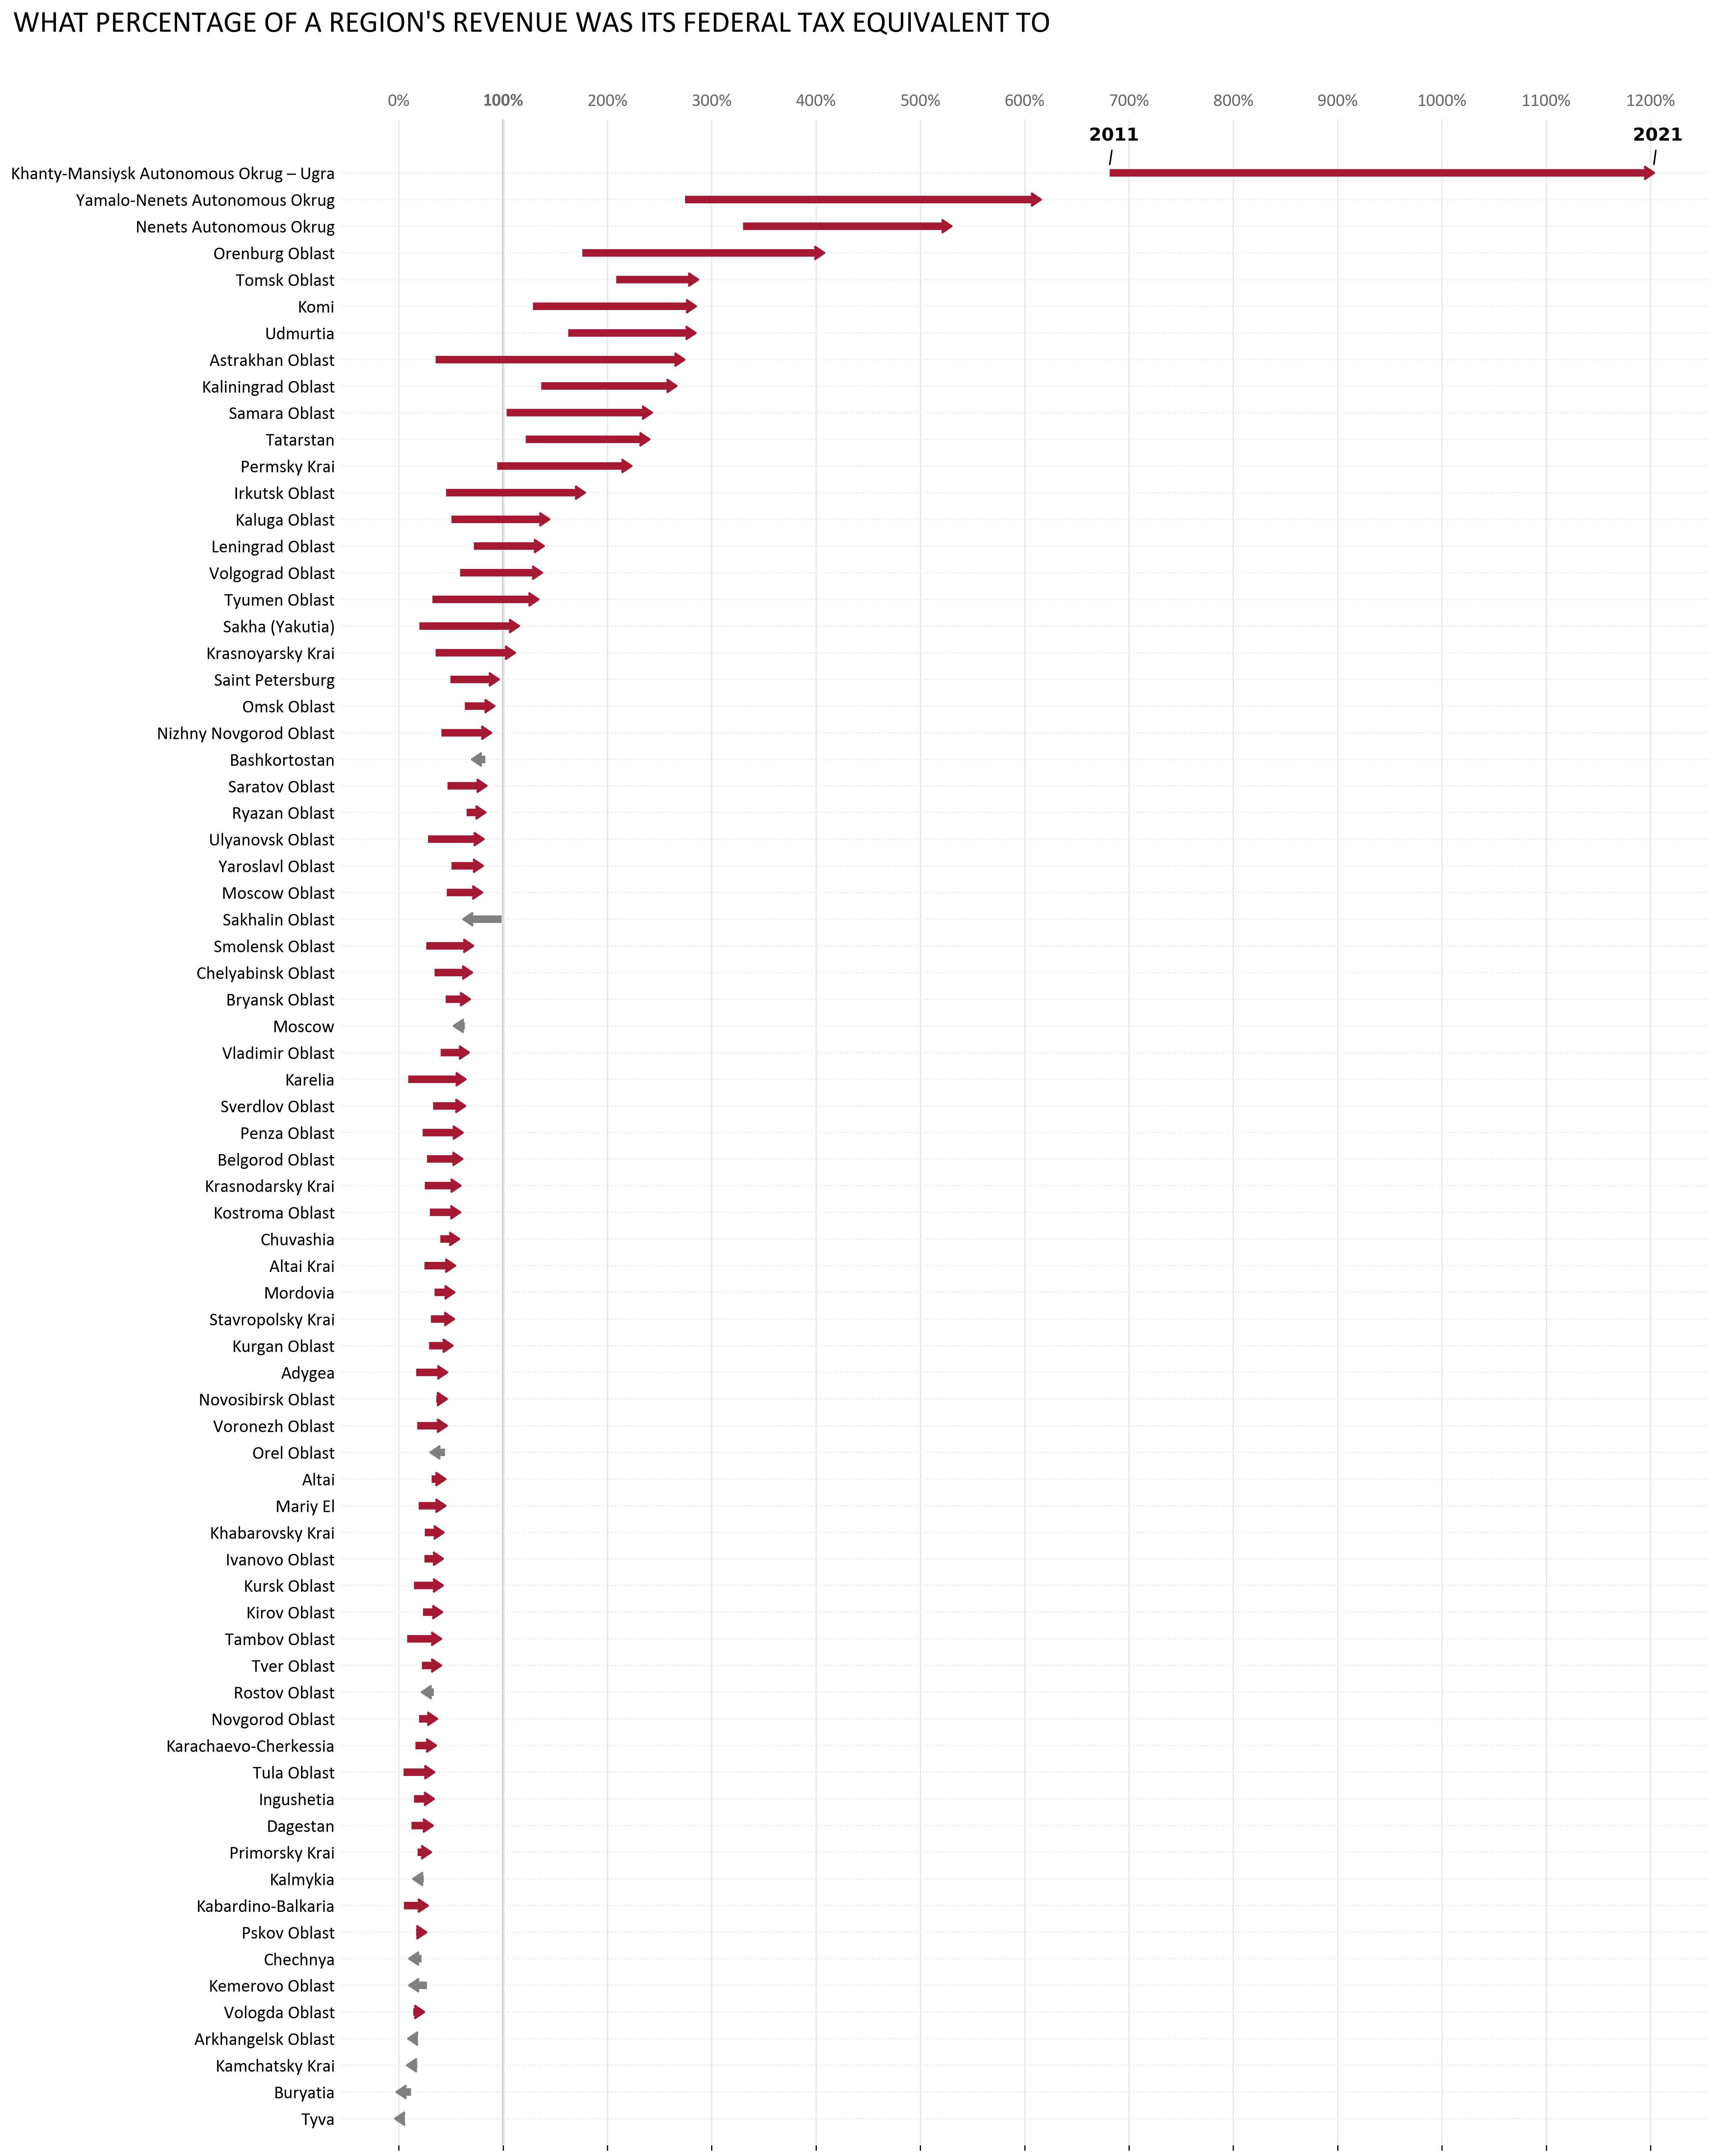 WHAT PERCENTAGE OF A REGION'S REVENUE WAS ITS FEDERAL TAX EQUIVALENT TO
0% 100% 200% 300% 400% 500% 600% 700% 800% 900% 1000% 1100% 1200%
2011 2021
Khanty-Mansiysk Autonomous Okrug – Ugra
Yamalo-Nenets Autonomous Okrug
Nenets Autonomous Okrug
Orenburg Oblast
Tomsk Oblast
Komi
Udmurtia
Astrakhan Oblast
Kaliningrad Oblast
Samara Oblast
Tatarstan
Permsky Krai
Irkutsk Oblast
Kaluga Oblast
Leningrad Oblast
Volgograd Oblast
Tyumen Oblast
Sakha (Yakutia)
Krasnoyarsky Krai
Saint Petersburg
Omsk Oblast
Nizhny Novgorod Oblast
Bashkortostan
Saratov Oblast
Ryazan Oblast
Ulyanovsk Oblast
Yaroslavl Oblast
Moscow Oblast
Sakhalin Oblast
Smolensk Oblast
Chelyabinsk Oblast
Bryansk Oblast
Moscow
Vladimir Oblast
Karelia
Sverdlov Oblast
Penza Oblast
Belgorod Oblast
Krasnodarsky Krai
Kostroma Oblast
Chuvashia
Altai Krai
Mordovia
Stavropolsky Krai
Kurgan Oblast
Adygea
Novosibirsk Oblast
Voronezh Oblast
Orel Oblast
Altai
Mariy El
Khabarovsky Krai
Ivanovo Oblast
Kursk Oblast
Kirov Oblast
Tambov Oblast
Tver Oblast
Rostov Oblast
Novgorod Oblast
Karachaevo-Cherkessia
Tula Oblast
Ingushetia
Dagestan
Primorsky Krai
Kalmykia
Kabardino-Balkaria
Pskov Oblast
Chechnya
Kemerovo Oblast
Vologda Oblast
Arkhangelsk Oblast
Kamchatsky Krai
Buryatia
Tyva